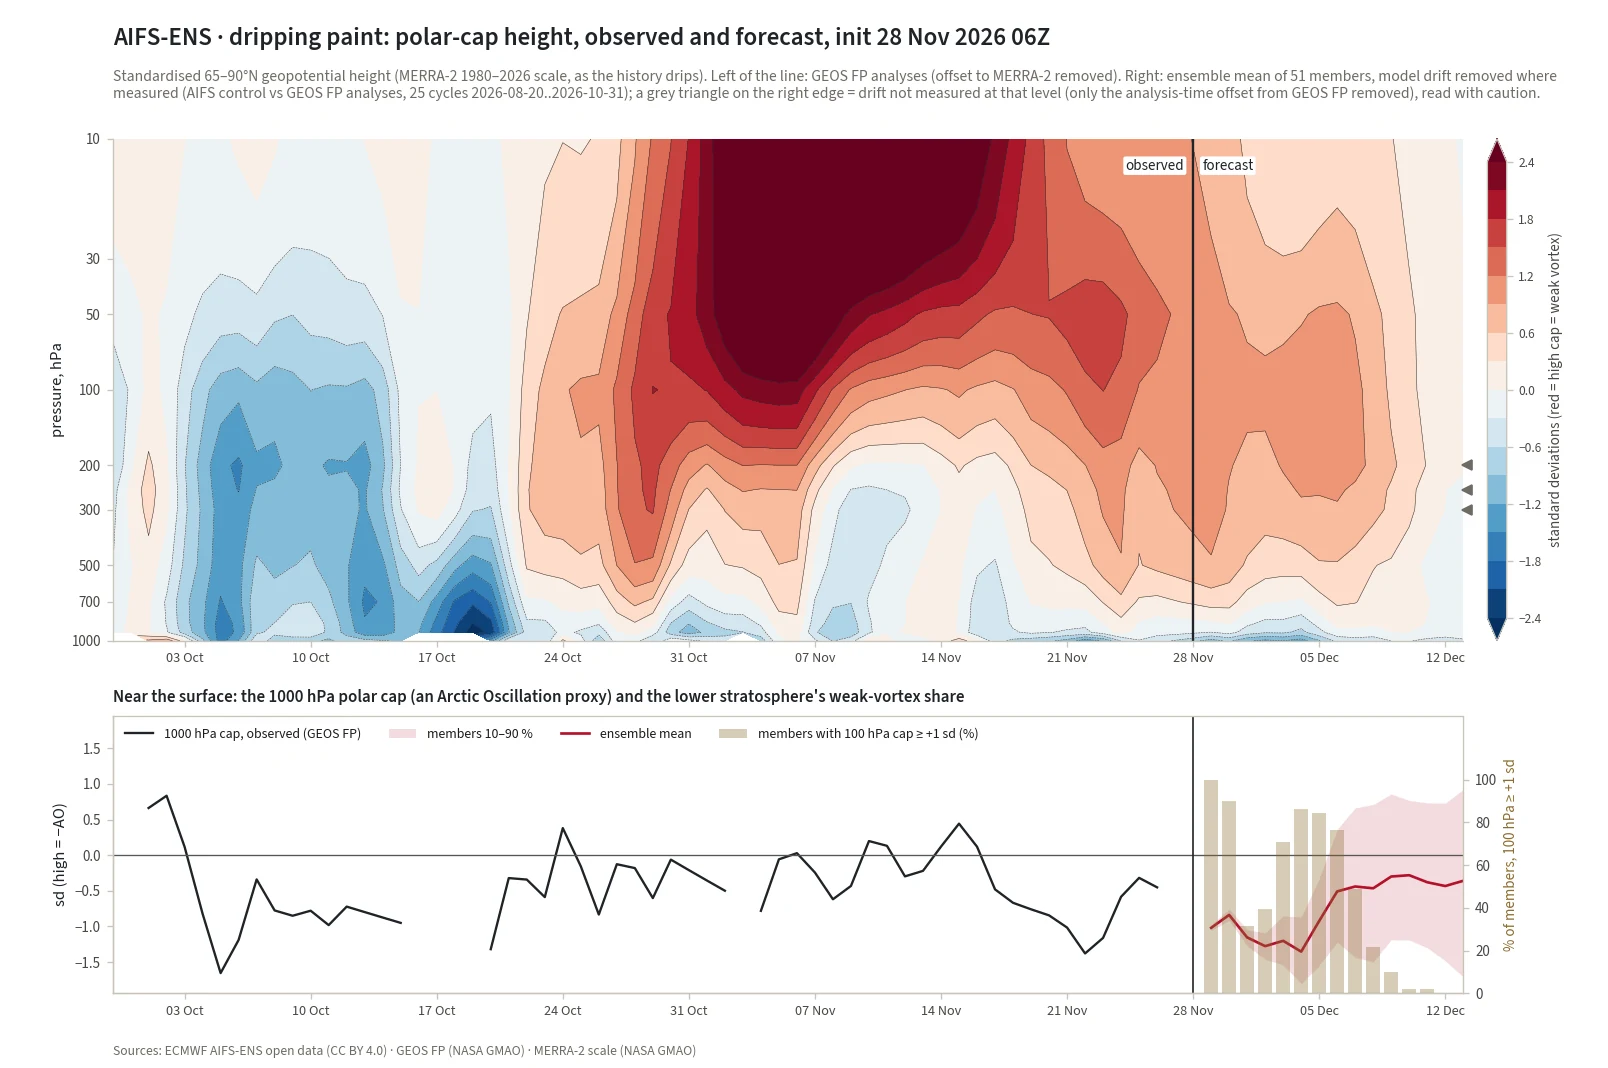 AIFS-ENS · dripping paint: polar-cap height, observed and forecast, init 28 Nov 2026 06Z
Standardised 65–90°N geopotential height (MERRA-2 1980–2026 scale, as the history drips). Left of the line: GEOS FP analyses (offset to MERRA-2 removed). Right: ensemble mean of 51 members, model drift removed where
measured (AIFS control vs GEOS FP analyses, 25 cycles 2026-08-20..2026-10-31); a grey triangle on the right edge = drift not measured at that level (only the analysis-time offset from GEOS FP removed), read with caution.
pressure, hPa
10
30
50
100
200
300
500
700
1000
observed
forecast
03 Oct
10 Oct
17 Oct
24 Oct
31 Oct
07 Nov
14 Nov
21 Nov
28 Nov
05 Dec
12 Dec
2.4
1.8
1.2
0.6
0.0
−0.6
−1.2
−1.8
−2.4
standard deviations (red = high cap = weak vortex)
Near the surface: the 1000 hPa polar cap (an Arctic Oscillation proxy) and the lower stratosphere's weak-vortex share
1000 hPa cap, observed (GEOS FP)
members 10–90 %
ensemble mean
members with 100 hPa cap ≥ +1 sd (%)
sd (high = −AO)
1.5
1.0
0.5
0.0
−0.5
−1.0
−1.5
100
80
60
40
20
0
% of members, 100 hPa ≥ +1 sd
03 Oct
10 Oct
17 Oct
24 Oct
31 Oct
07 Nov
14 Nov
21 Nov
28 Nov
05 Dec
12 Dec
Sources: ECMWF AIFS-ENS open data (CC BY 4.0) · GEOS FP (NASA GMAO) · MERRA-2 scale (NASA GMAO)